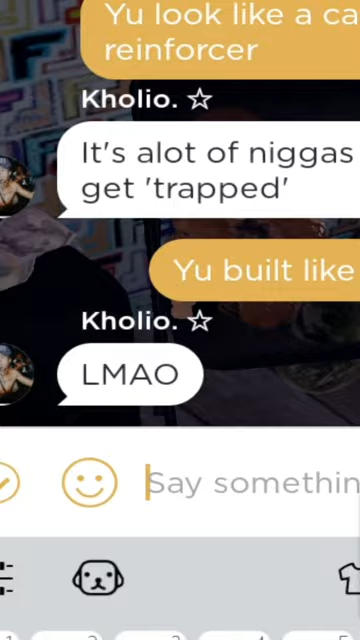 Yu look like a ca
reinforcer
Kholio. ☆
It's alot of niggas
get 'trapped'
Yu built like
Kholio. ☆
LMAO
Say somethin